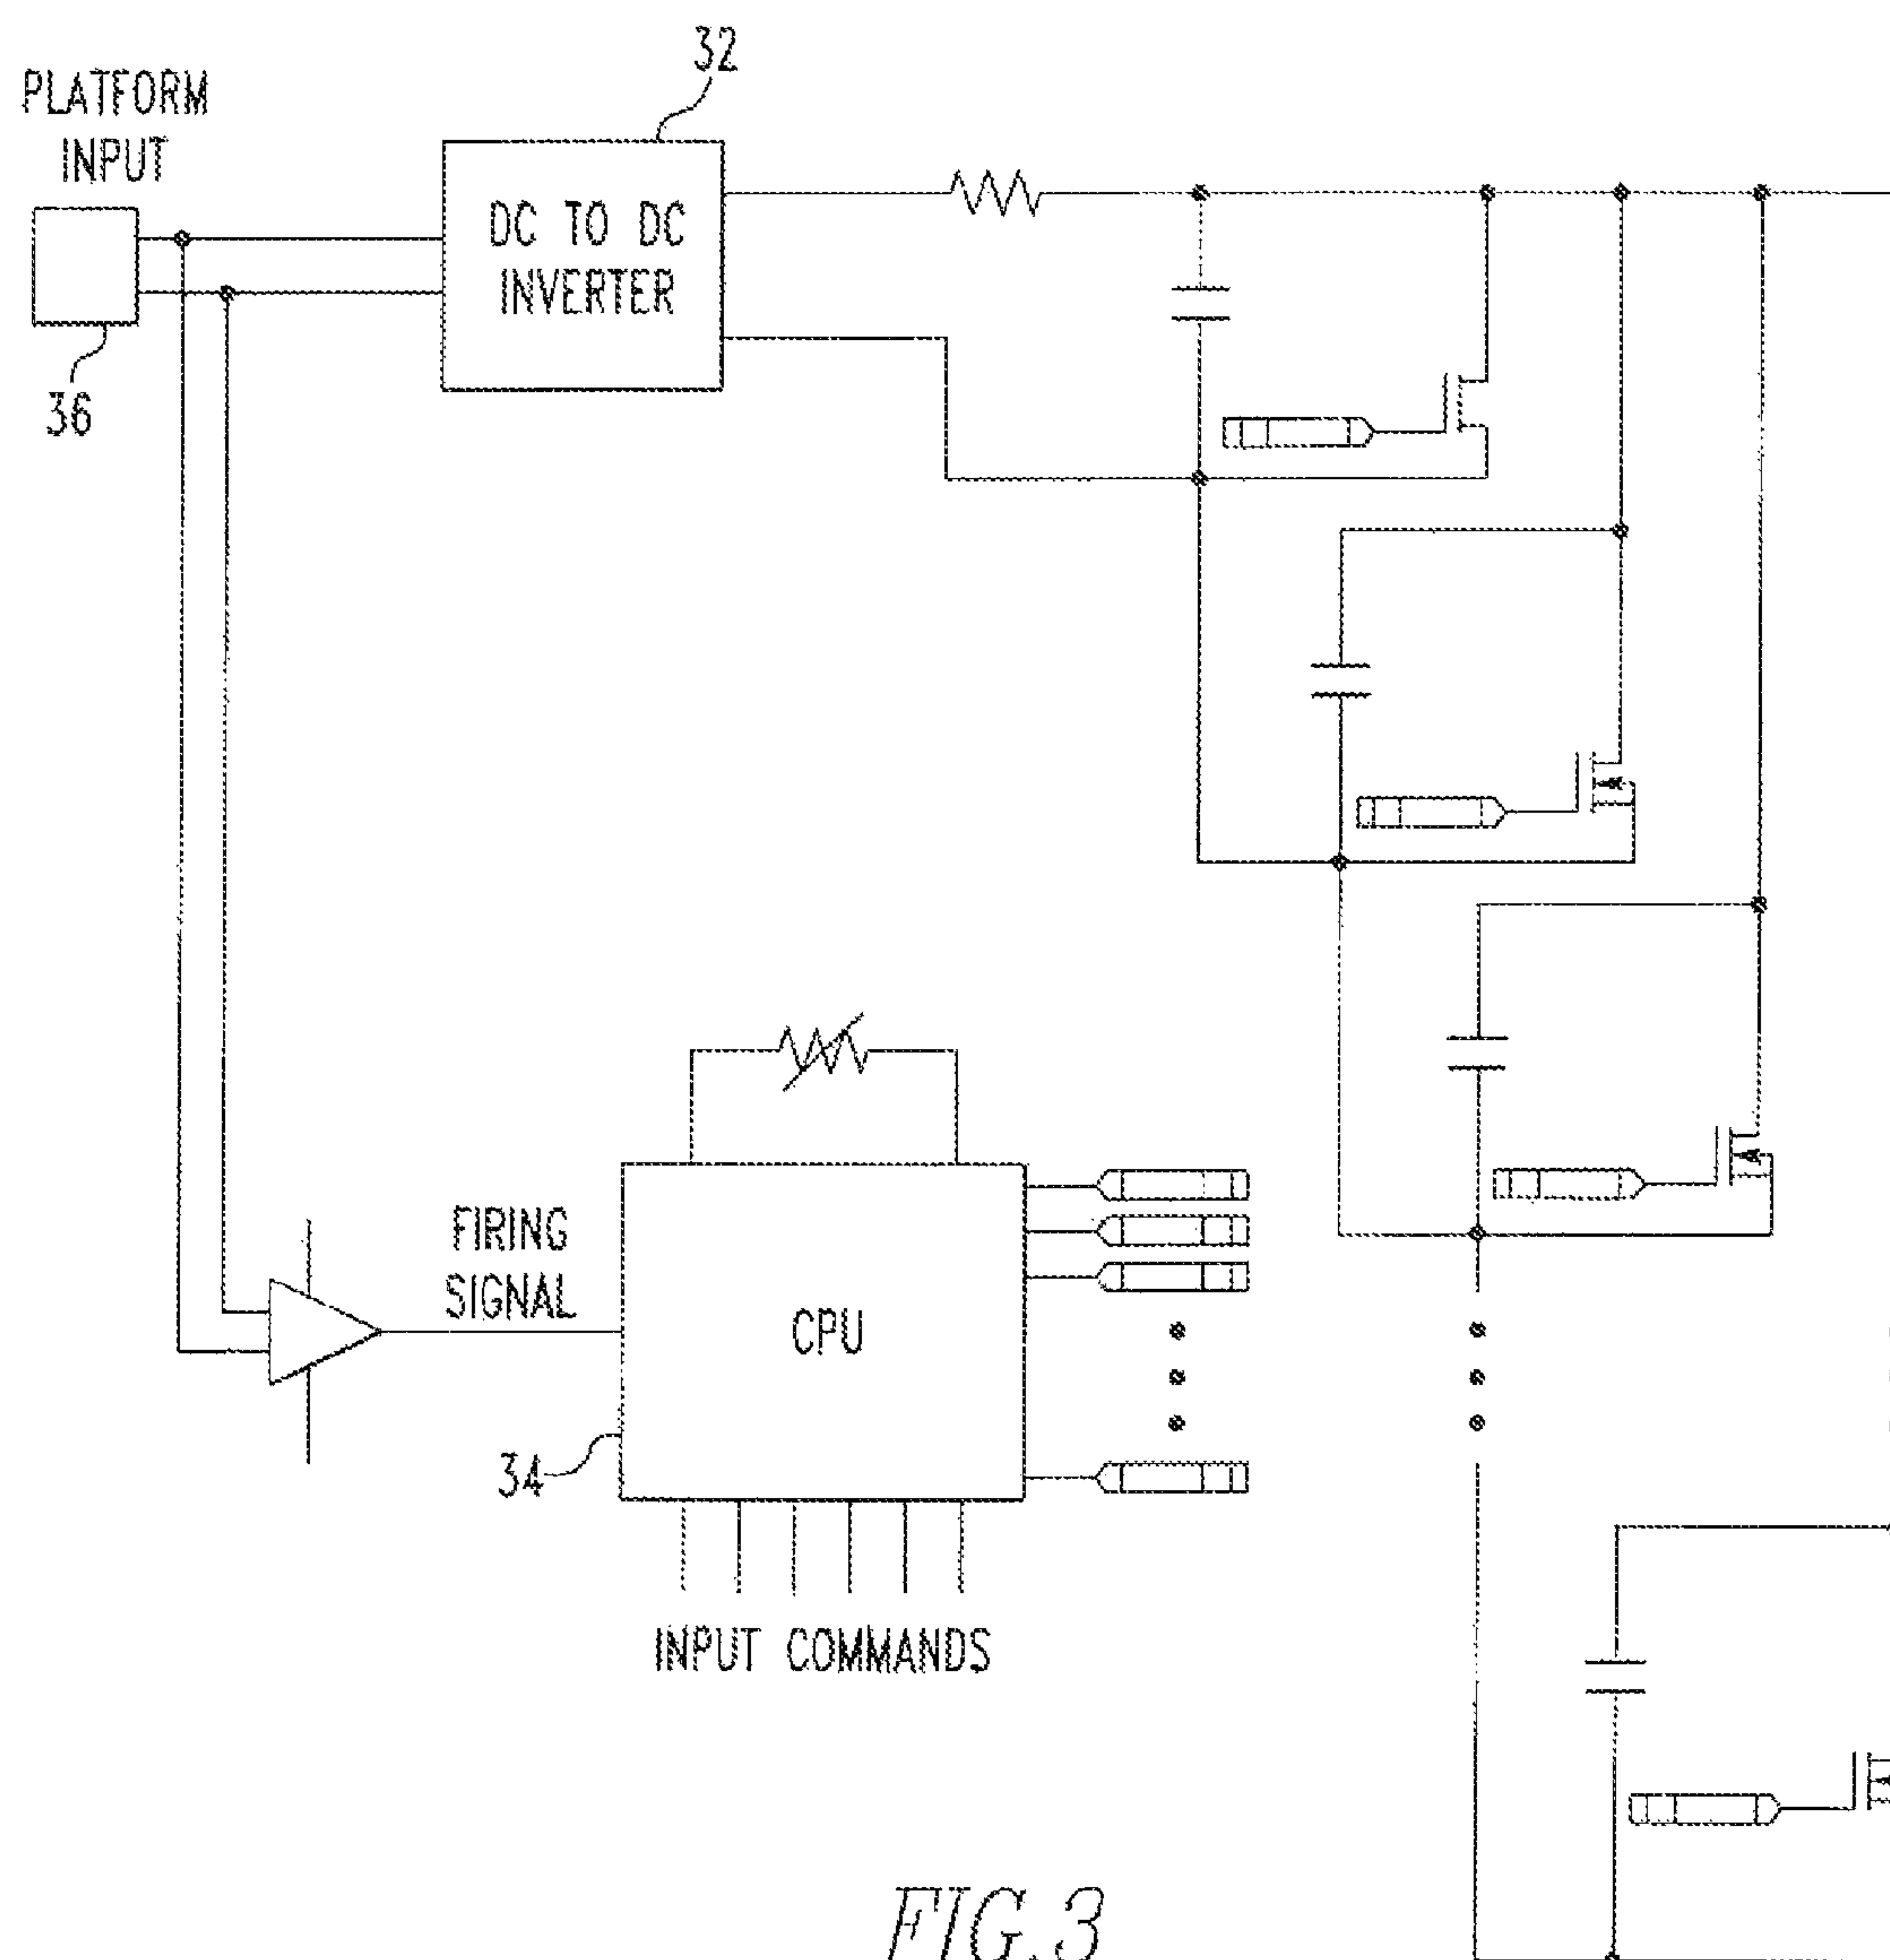 32
PLATFORM
INPUT
DC TO DC
INVERTER
36
FIRING
SIGNAL
CPU
34
INPUT COMMANDS
FIG.3